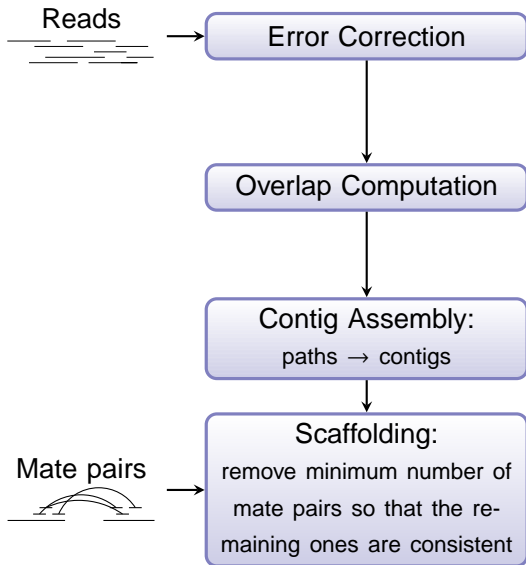 Reads
Error Correction
Overlap Computation
Contig Assembly:
paths → contigs
Scaffolding:
Mate pairs
remove minimum number of
mate pairs so that the re-
maining ones are consistent